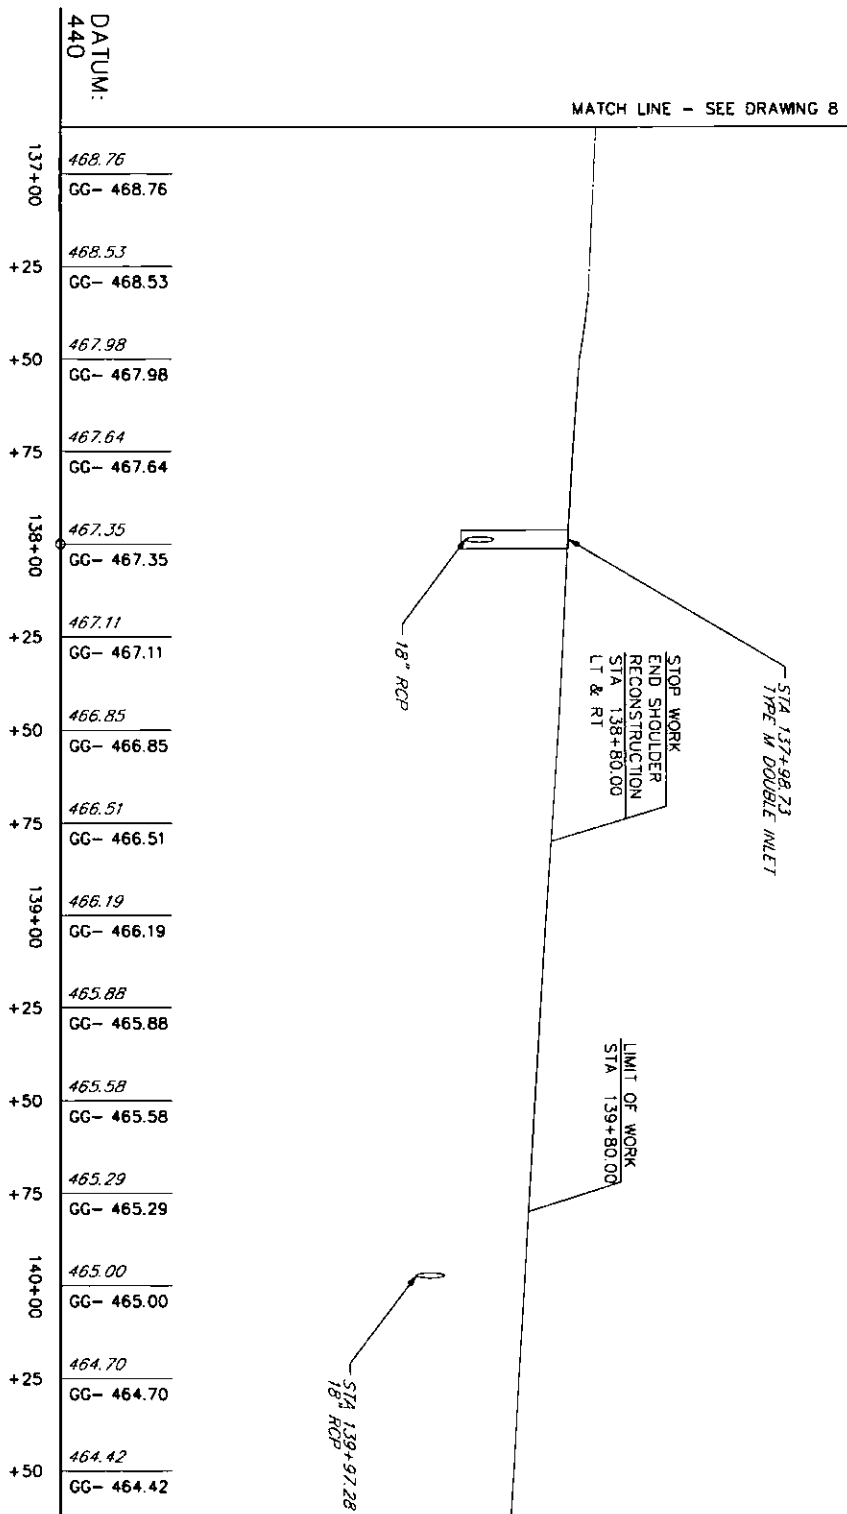 DATUM:
440
MATCH LINE - SEE DRAWING 8
137+00
468.76
GG- 468.76
+25
468.53
GG- 468.53
+50
467.98
GG- 467.98
+75
467.64
GG- 467.64
138+00
467.35
GG- 467.35
+25
467.11
GG- 467.11
+50
466.85
GG- 466.85
+75
466.51
GG- 466.51
139+00
466.19
GG- 466.19
+25
465.88
GG- 465.88
+50
465.58
GG- 465.58
+75
465.29
GG- 465.29
140+00
465.00
GG- 465.00
+25
464.70
GG- 464.70
+50
464.42
GG- 464.42
18" RCP
STA 137+98.73
TYPE M DOUBLE INLET
STOP WORK
END SHOULDER
RECONSTRUCTION
STA 138+80.00
LT & RT
LIMIT OF WORK
STA 139+80.00
STA 139+97.28
18" RCP